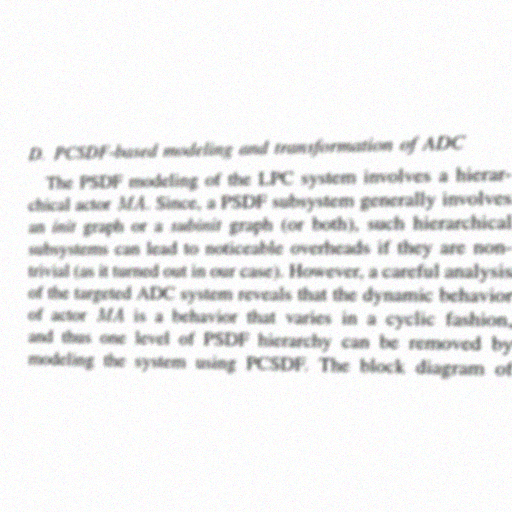 D. PCSDF-based modeling and transformation of ADC
The PSDF modeling of the LPC system involves a hierar-
chical actor MA. Since, a PSDF subsystem generally involves
an init graph or a subinit graph (or both), such hierarchical
subsystems can lead to noticeable overheads if they are non-
trivial (as it turned out in our case). However, a careful analysis
of the targeted ADC system reveals that the dynamic behavior
of actor MA is a behavior that varies in a cyclic fashion,
and thus one level of PSDF hierarchy can be removed by
modeling the system using PCSDF. The block diagram of